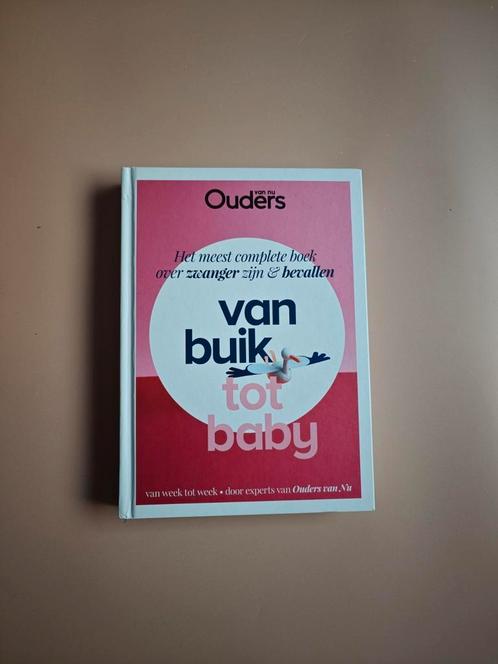 Ouders
van nu
Het meest complete boek
over zwanger zijn & bevallen
van
buik
tot
baby
van week tot week • door experts van Ouders van Nu